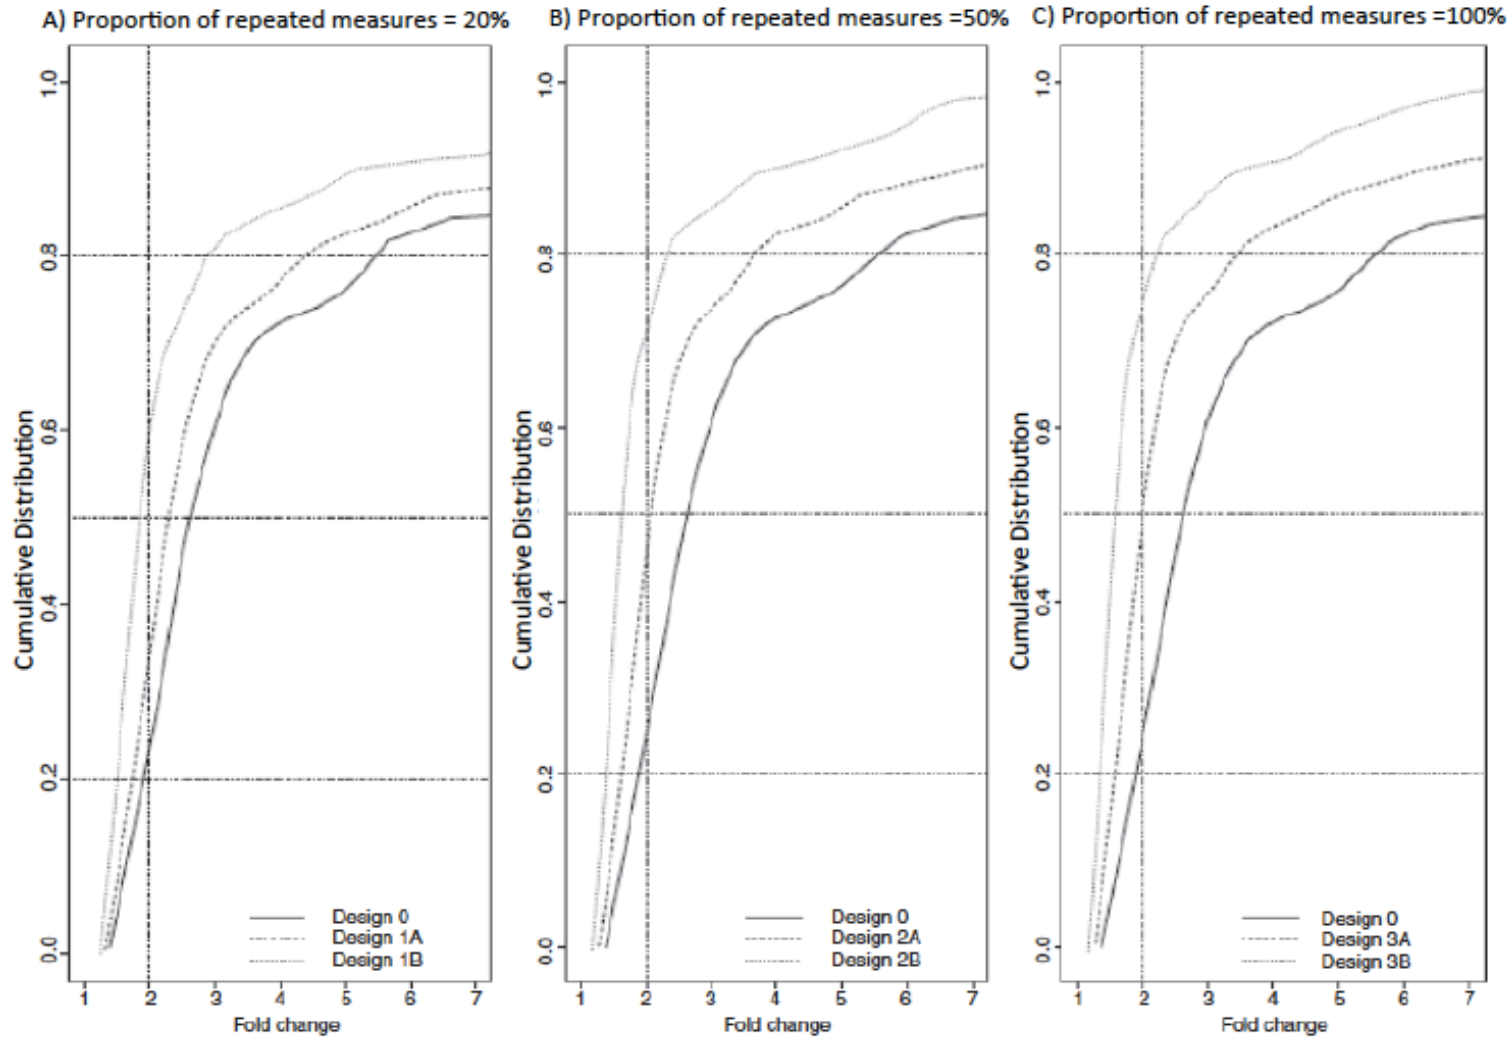 A) Proportion of repeated measures = 20%
B) Proportion of repeated measures =50%
C) Proportion of repeated measures =100%
Cumulative Distribution
1.0
0.8
0.6
0.4
0.2
0.0
Design 0
Design 1A
Design 1B
1 2 3 4 5 6 7
Fold change
Cumulative Distribution
1.0
0.8
0.6
0.4
0.2
0.0
Design 0
Design 2A
Design 2B
1 2 3 4 5 6 7
Fold change
Cumulative Distribution
1.0
0.8
0.6
0.4
0.2
0.0
Design 0
Design 3A
Design 3B
1 2 3 4 5 6 7
Fold change